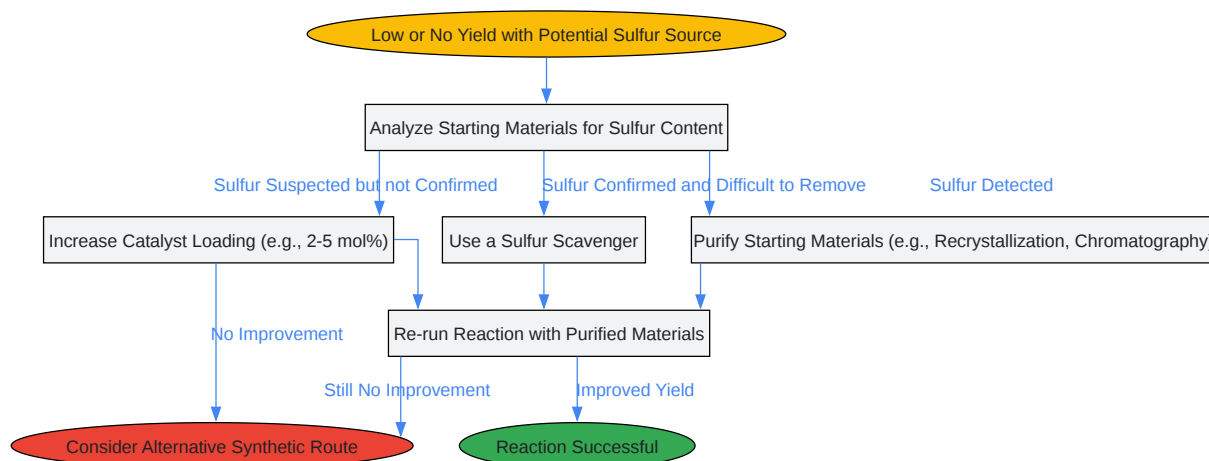 Low or No Yield with Potential Sulfur Source
Analyze Starting Materials for Sulfur Content
Sulfur Suspected but not Confirmed
Sulfur Confirmed and Difficult to Remove
Sulfur Detected
Increase Catalyst Loading (e.g., 2-5 mol%)
Use a Sulfur Scavenger
Purify Starting Materials (e.g., Recrystallization, Chromatography)
No Improvement
Re-run Reaction with Purified Materials
Still No Improvement
Improved Yield
Consider Alternative Synthetic Route
Reaction Successful